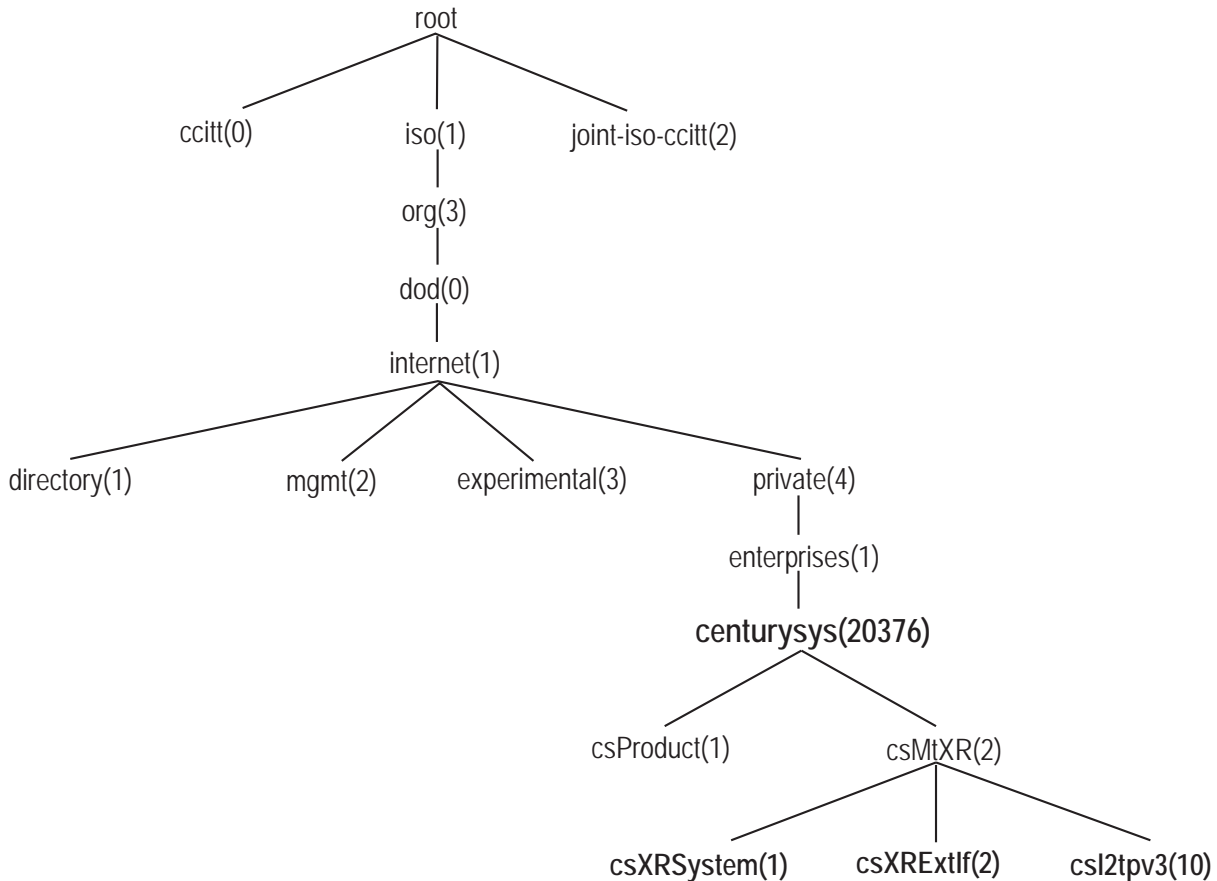 root
ccitt(0)
iso(1)
joint-iso-ccitt(2)
org(3)
dod(0)
internet(1)
directory(1)
mgmt(2)
experimental(3)
private(4)
enterprises(1)
centurysys(20376)
csProduct(1)
csMtXR(2)
csXRSystem(1)
csXRExtIf(2)
csl2tpv3(10)